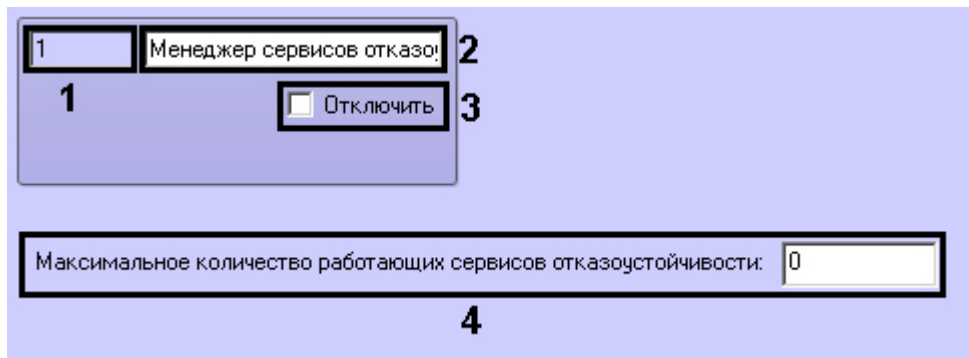 1 Менеджер сервисов отказо 2
1 Отключить 3
Максимальное количество работающих сервисов отказоустойчивости: 0
4